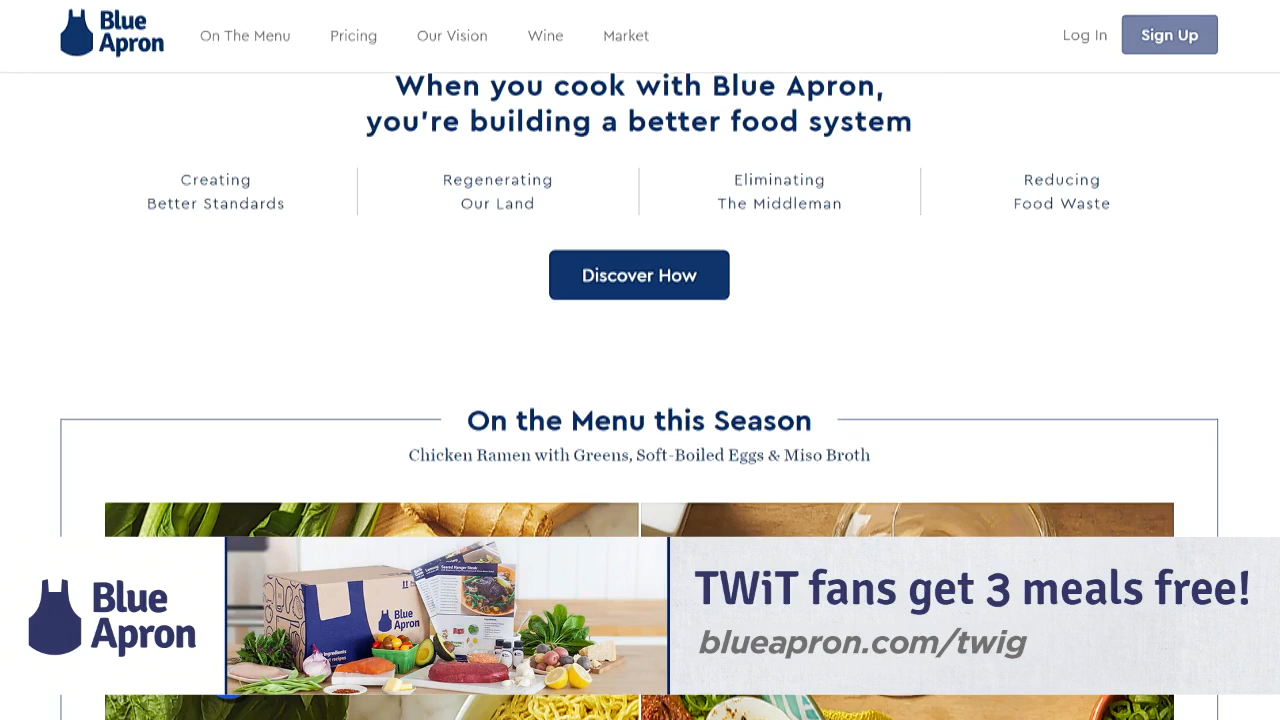 Blue
Apron
On The Menu
Pricing
Our Vision
Wine
Market
Log In
Sign Up
When you cook with Blue Apron,
you're building a better food system
Creating
Better Standards
Regenerating
Our Land
Eliminating
The Middleman
Reducing
Food Waste
Discover How
On the Menu this Season
Chicken Ramen with Greens, Soft-Boiled Eggs & Miso Broth
Blue
Apron
Blue
Apron
TWiT fans get 3 meals free!
blueapron.com/twig